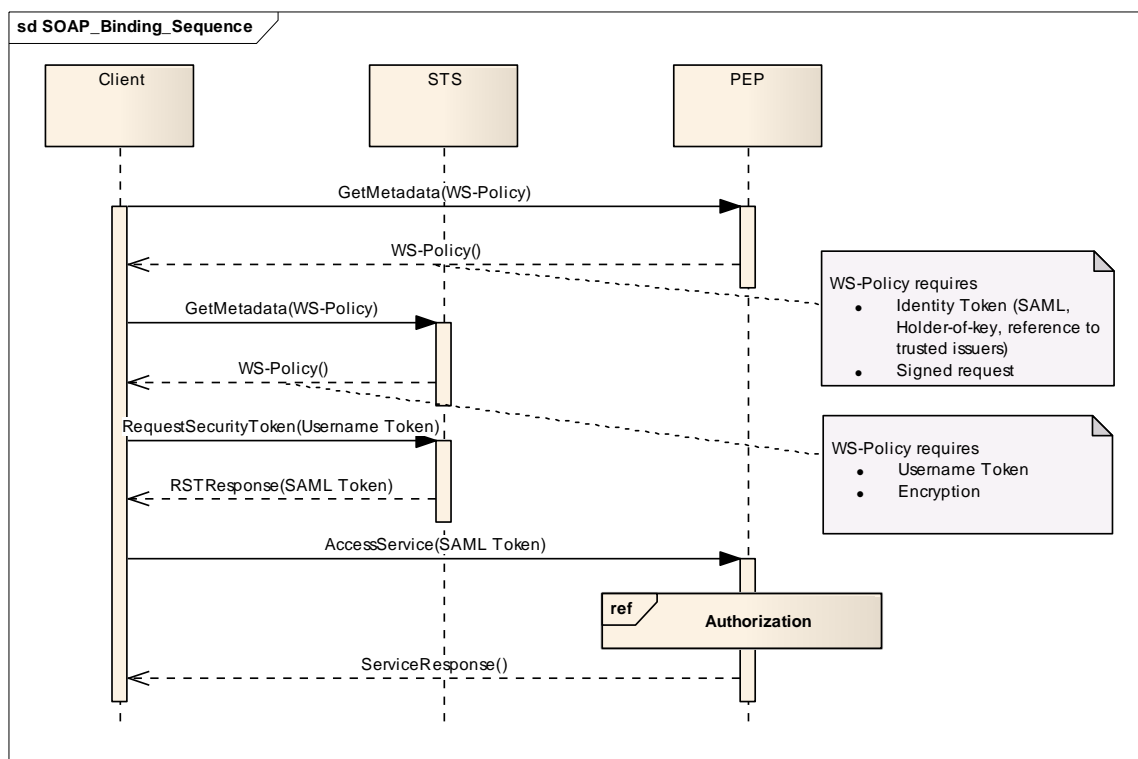 sd SOAP_Binding_Sequence
Client
STS
PEP
GetMetadata(WS-Policy)
WS-Policy()
WS-Policy requires
• Identity Token (SAML,
Holder-of-key, reference to
trusted issuers)
• Signed request
GetMetadata(WS-Policy)
WS-Policy()
RequestSecurityToken(Username Token)
WS-Policy requires
• Username Token
• Encryption
RSTResponse(SAML Token)
AccessService(SAML Token)
ref
Authorization
ServiceResponse()